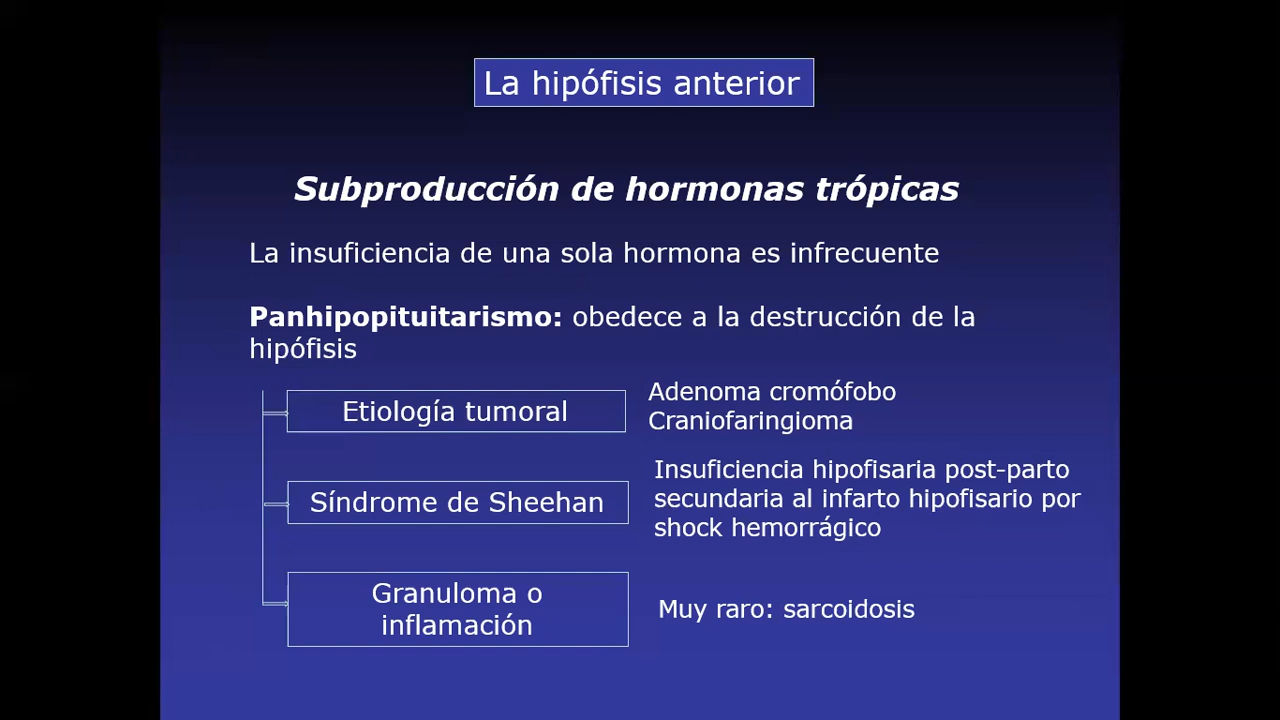 La hipófisis anterior
Subproducción de hormonas trópicas
La insuficiencia de una sola hormona es infrecuente
Panhipopituitarismo: obedece a la destrucción de la
hipófisis
Etiología tumoral
Adenoma cromófobo
Craniofaringioma
Síndrome de Sheehan
Insuficiencia hipofisaria post-parto
secundaria al infarto hipofisario por
shock hemorrágico
Granuloma o
inflamación
Muy raro: sarcoidosis